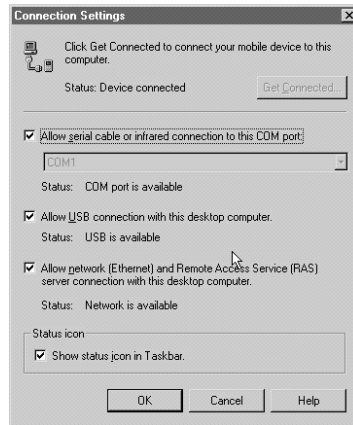 Connection Settings
Click Get Connected to connect your mobile device to this
computer.
Status: Device connected
Get Connected...
Allow serial cable or infrared connection to this COM port:
COM1
Status: COM port is available
Allow USB connection with this desktop computer.
Status: USB is available
Allow network (Ethernet) and Remote Access Service (RAS)
server connection with this desktop computer.
Status: Network is available
Status icon
Show status icon in Taskbar.
OK Cancel Help